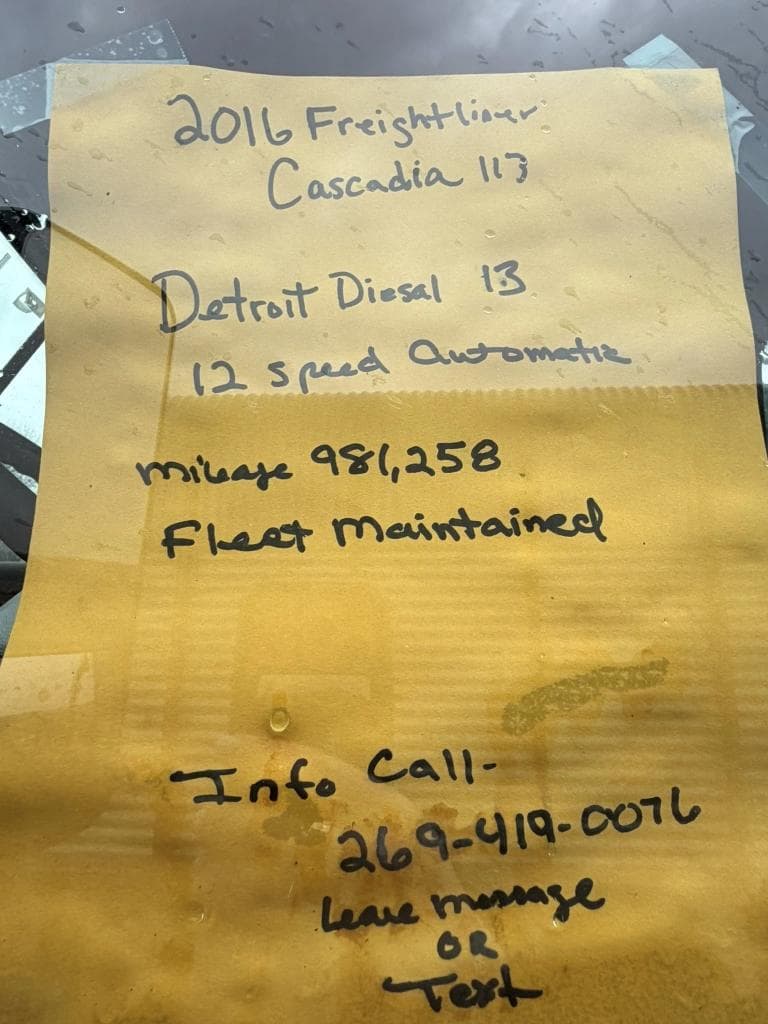 2016 Freightliner
Cascadia 113
Detroit Diesal 13
12 speed Automatic
mileage 981,258
Fleet Maintained
Info Call-
269-419-0076
Leave message
OR
Text